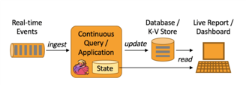 Real-time
Events
ingest
Continuous
Query /
Application
State
update
Database /
K-V Store
read
Live Report /
Dashboard